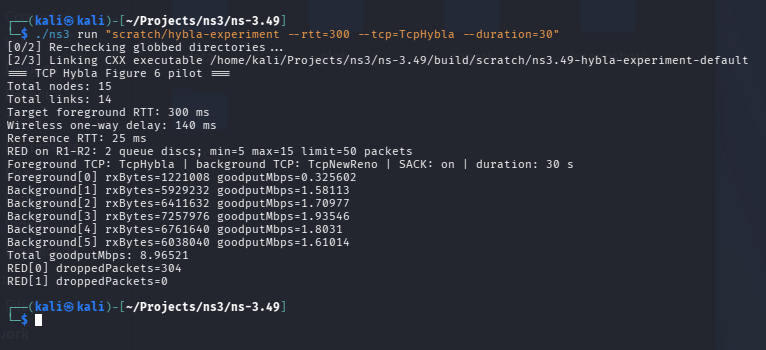 ┌──(kali㉿kali)-[~/Projects/ns3/ns-3.49]
└─$ ./ns3 run "scratch/hybla-experiment --rtt=300 --tcp=TcpHybla --duration=30"
[0/2] Re-checking globbed directories...
[2/3] Linking CXX executable /home/kali/Projects/ns3/ns-3.49/build/scratch/ns3.49-hybla-experiment-default
=== TCP Hybla Figure 6 pilot ===
Total nodes: 15
Total links: 14
Target foreground RTT: 300 ms
Wireless one-way delay: 140 ms
Reference RTT: 25 ms
RED on R1-R2: 2 queue discs; min=5 max=15 limit=50 packets
Foreground TCP: TcpHybla | background TCP: TcpNewReno | SACK: on | duration: 30 s
Foreground[0] rxBytes=1221008 goodputMbps=0.325602
Background[1] rxBytes=5929232 goodputMbps=1.58113
Background[2] rxBytes=6411632 goodputMbps=1.70977
Background[3] rxBytes=7257976 goodputMbps=1.93546
Background[4] rxBytes=6761640 goodputMbps=1.8031
Background[5] rxBytes=6038040 goodputMbps=1.61014
Total goodputMbps: 8.96521
RED[0] droppedPackets=304
RED[1] droppedPackets=0
┌──(kali㉿kali)-[~/Projects/ns3/ns-3.49]
└─$